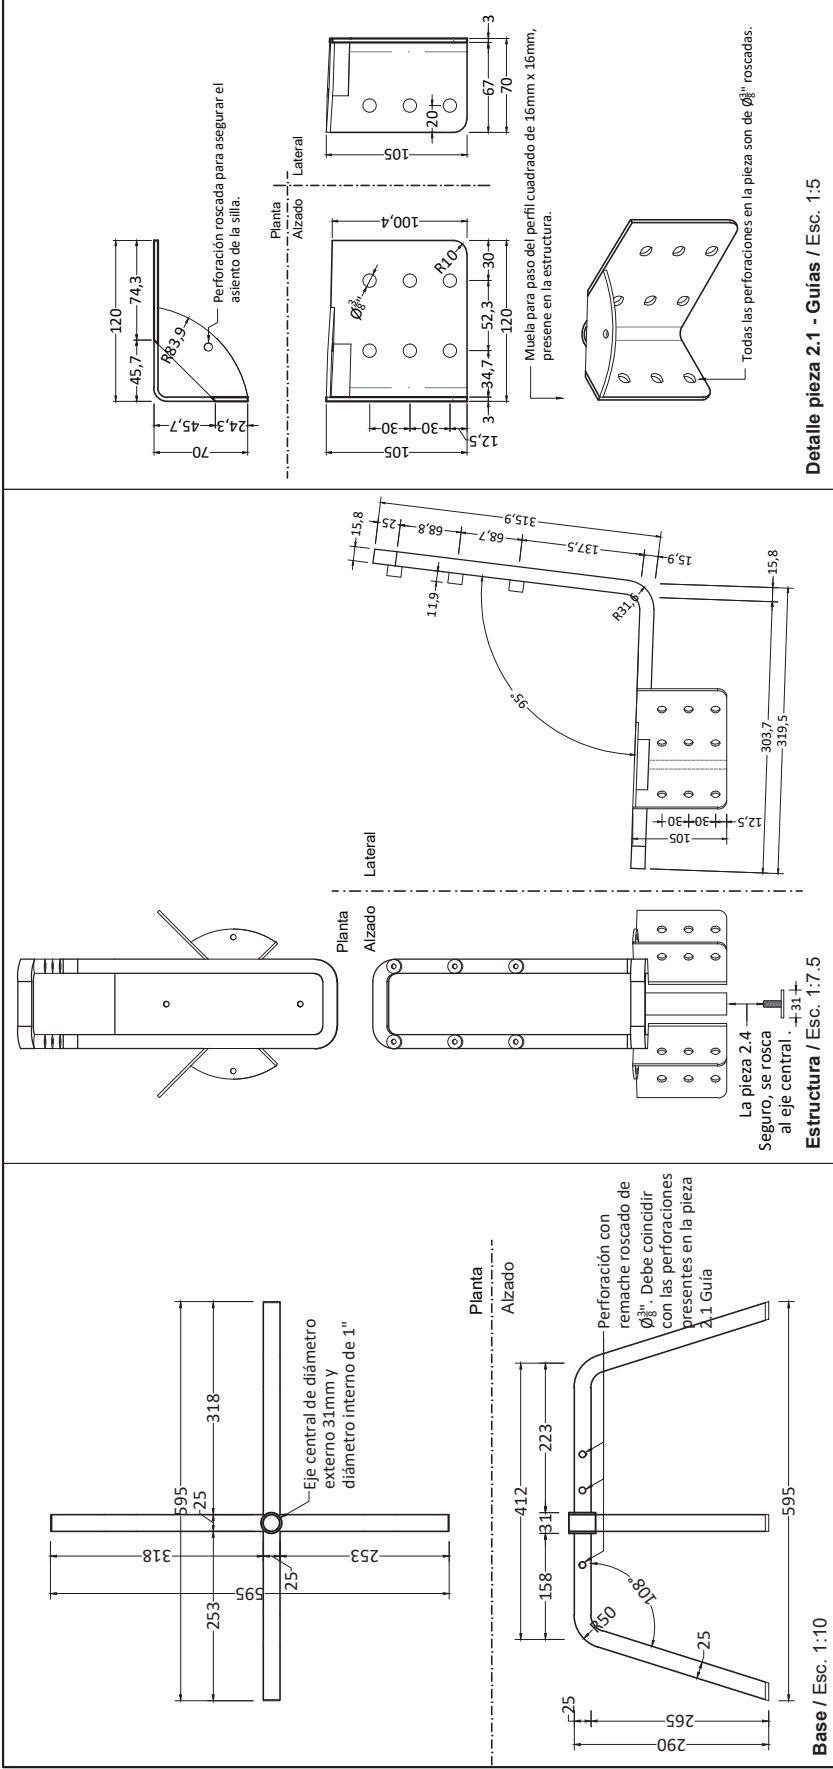 595
318
25
253
318
25
253
595
Eje central de diámetro
externo 31mm y
diámetro interno de 1"
Planta
Alzado
412
223
31
158
Perforación con
remache roscado de
Ø3/8". Debe coincidir
con las perforaciones
presentes en la pieza
2.1 Guía
R50
108°
25
25
265
290
595
Base / Esc. 1:10
Planta
Alzado
Lateral
15,8
25
68,8
68,7
137,5
15,9
315,9
11,9
95°
R31,6
15,8
303,7
319,5
30
30
12,5
105
31
La pieza 2.4
Seguro, se rosca
al eje central .
Estructura / Esc. 1:7.5
120
74,3
45,7
R83,9
45,7
24,3
70
Perforación roscada para asegurar el
asiento de la silla.
Planta
Alzado
Lateral
100,4
Ø3/8"
R10
30
52,3
34,7
3
120
30
30
12,5
105
105
20
3
67
70
Muela para paso del perfil cuadrado de 16mm x 16mm,
presene en la estructura.
Todas las perforaciones en la pieza son de Ø3/8" roscadas.
Detalle pieza 2.1 - Guías / Esc. 1:5